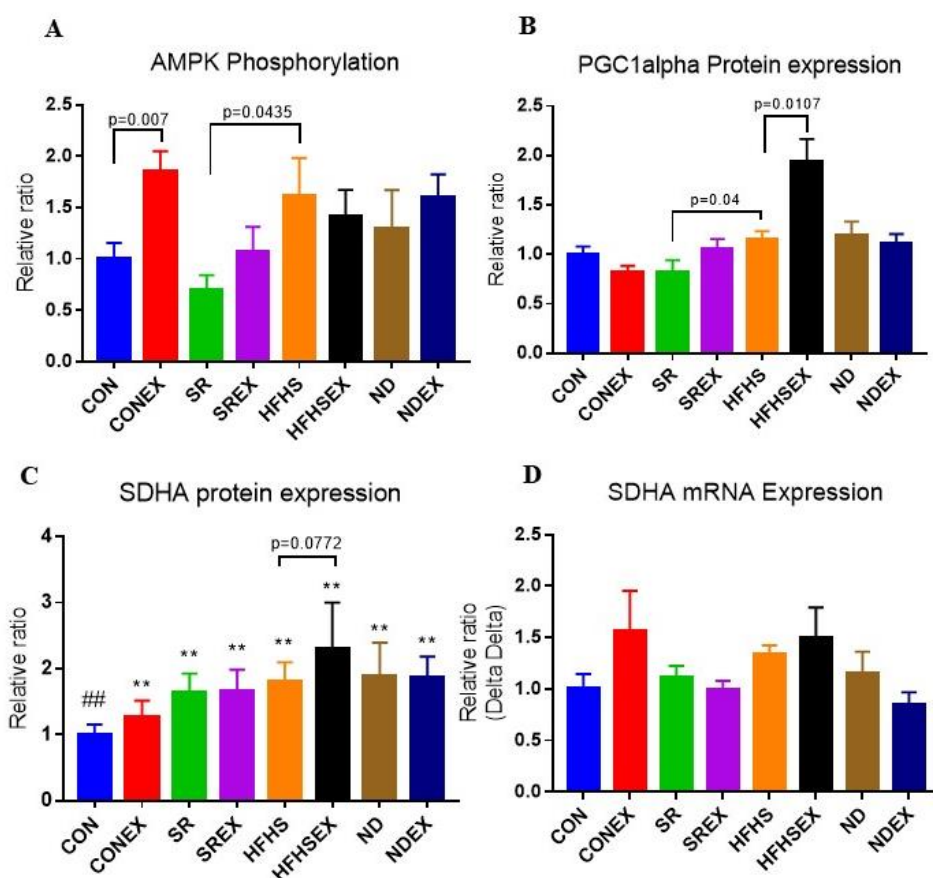 A
AMPK Phosphorylation
Relative ratio
2.5
2.0
1.5
1.0
0.5
0.0
p=0.007
p=0.0435
CON
CONEX
SR
SREX
HFHS
HFHSEX
ND
NDEX
B
PGC1alpha Protein expression
Relative ratio
2.5
2.0
1.5
1.0
0.5
0.0
p=0.0107
p=0.04
CON
CONEX
SR
SREX
HFHS
HFHSEX
ND
NDEX
C
SDHA protein expression
Relative ratio
4
3
2
1
0
p=0.0772
## ** ** ** ** ** ** **
CON
CONEX
SR
SREX
HFHS
HFHSEX
ND
NDEX
D
SDHA mRNA Expression
Relative ratio
(Delta Delta)
2.5
2.0
1.5
1.0
0.5
0.0
CON
CONEX
SR
SREX
HFHS
HFHSEX
ND
NDEX